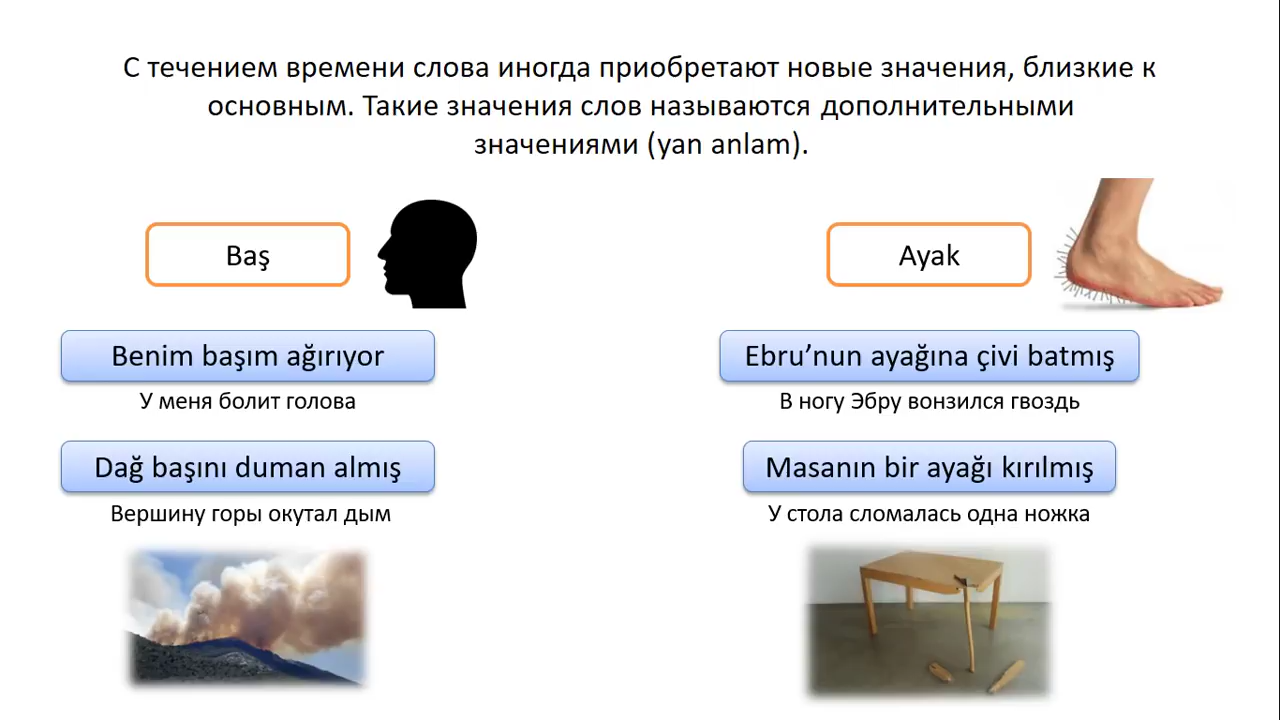 С течением времени слова иногда приобретают новые значения, близкие к
основным. Такие значения слов называются дополнительными
значениями (yan anlam).
Baş
Benim başım ağırıyor
У меня болит голова
Dağ başını duman almış
Вершину горы окутал дым
Ayak
Ebru’nun ayağına çivi batmış
В ногу Эбру вонзился гвоздь
Masanın bir ayağı kırılmış
У стола сломалась одна ножка